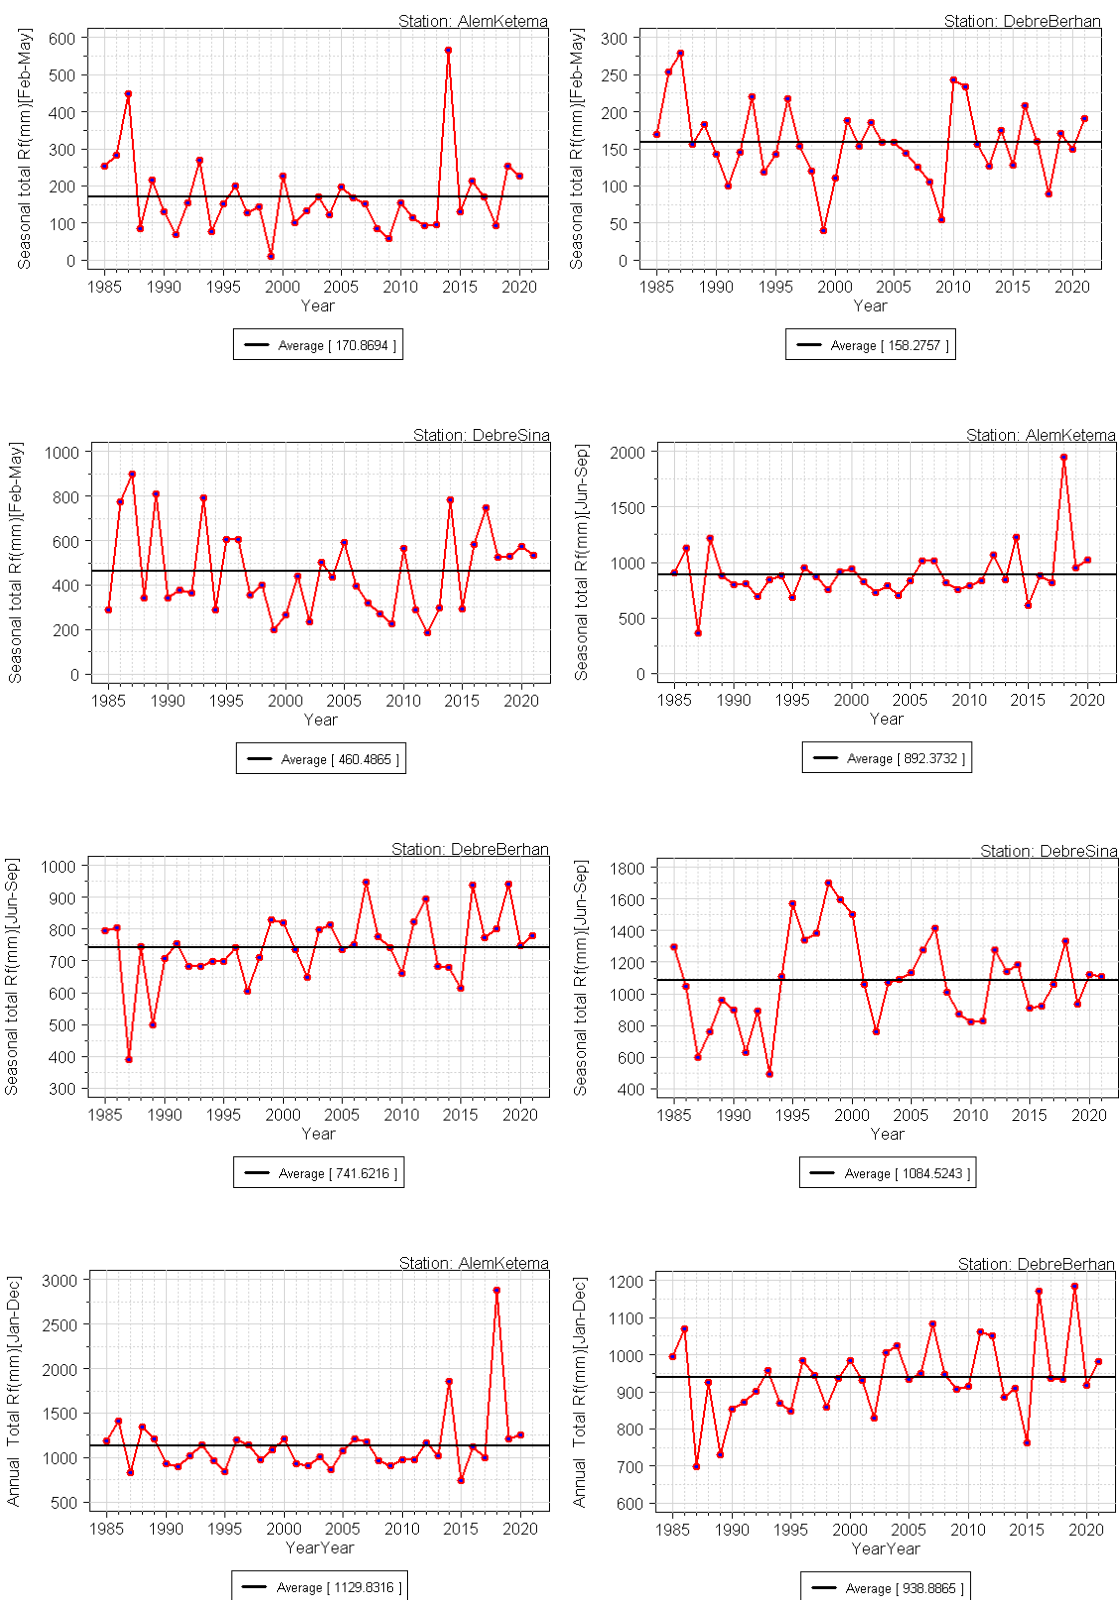 Station: AlemKetema
Seasonal total Rf(mm)[Feb-May]
600
500
400
300
200
100
0
1985 1990 1995 2000 2005 2010 2015 2020
Year
Average [ 170.8694 ]
Station: DebreBerhan
Seasonal total Rf(mm)[Feb-May]
300
250
200
150
100
50
0
1985 1990 1995 2000 2005 2010 2015 2020
Year
Average [ 158.2757 ]
Station: DebreSina
Seasonal total Rf(mm)[Feb-May]
1000
800
600
400
200
0
1985 1990 1995 2000 2005 2010 2015 2020
Year
Average [ 460.4865 ]
Station: AlemKetema
Seasonal total Rf(mm)[Jun-Sep]
2000
1500
1000
500
0
1985 1990 1995 2000 2005 2010 2015 2020
Year
Average [ 892.3732 ]
Station: DebreBerhan
Seasonal total Rf(mm)[Jun-Sep]
1000
900
800
700
600
500
400
300
1985 1990 1995 2000 2005 2010 2015 2020
Year
Average [ 741.6216 ]
Station: DebreSina
Seasonal total Rf(mm)[Jun-Sep]
1800
1600
1400
1200
1000
800
600
400
1985 1990 1995 2000 2005 2010 2015 2020
Year
Average [ 1084.5243 ]
Station: AlemKetema
Annual Total Rf(mm)[Jan-Dec]
3000
2500
2000
1500
1000
500
1985 1990 1995 2000 2005 2010 2015 2020
YearYear
Average [ 1129.8316 ]
Station: DebreBerhan
Annual Total Rf(mm)[Jan-Dec]
1200
1100
1000
900
800
700
600
1985 1990 1995 2000 2005 2010 2015 2020
YearYear
Average [ 938.8865 ]